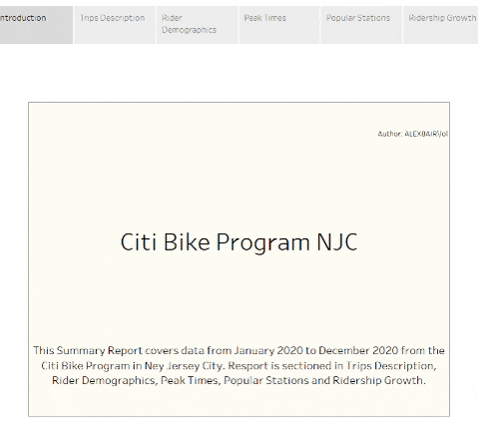 ntroduction
Trips Description
Rider
Demographics
Peak Times
Popular Stations
Ridership Growth
Author:
Citi Bike Program NJC
This Summary Report covers data from January 2020 to December 2020 from the
Citi Bike Program in Ney Jersey City. Resport is sectioned in Trips Description,
Rider Demographics, Peak Times, Popular Stations and Ridership Growth.